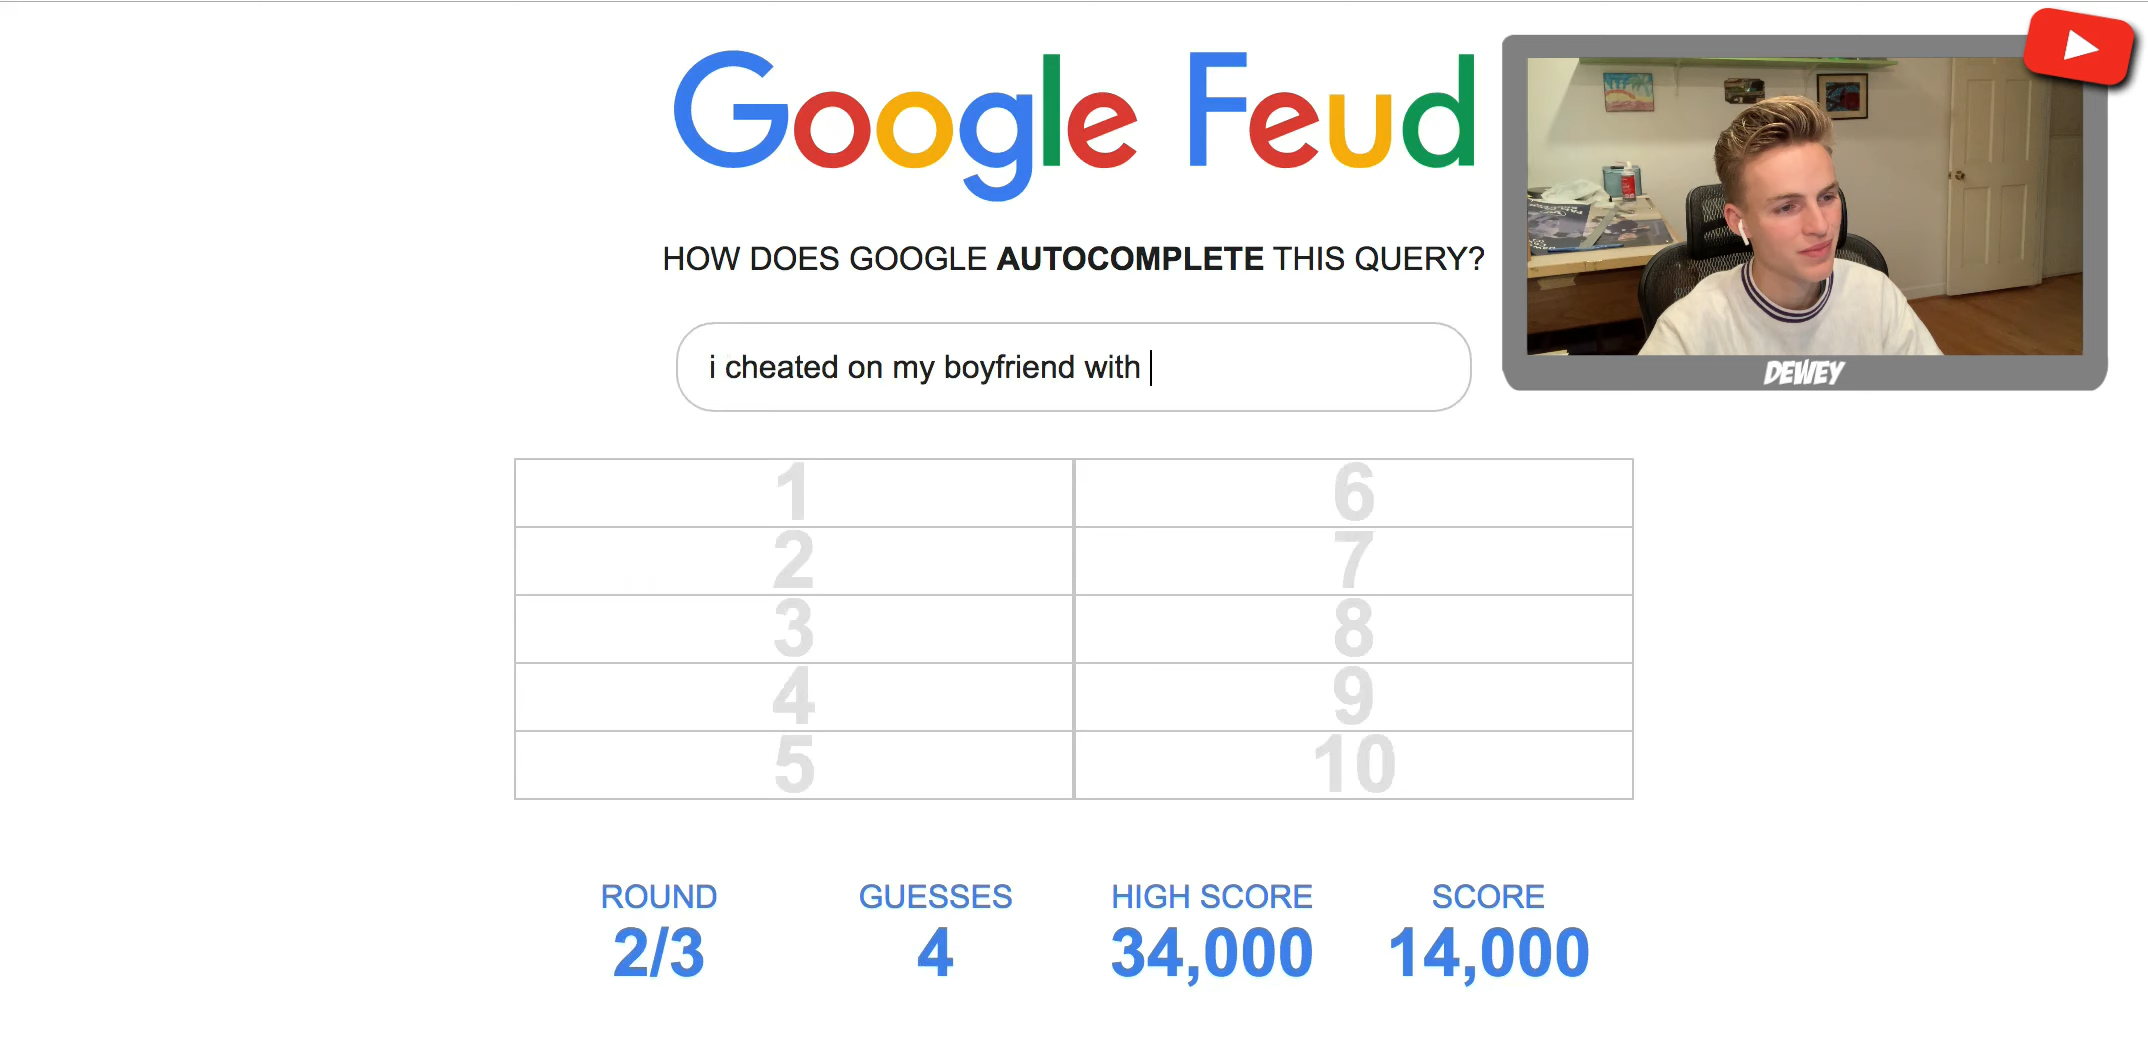 Google Feud
HOW DOES GOOGLE AUTOCOMPLETE THIS QUERY?
i cheated on my boyfriend with
DEWEY
1
6
2
7
3
8
4
9
5
10
ROUND
GUESSES
HIGH SCORE
SCORE
2/3
4
34,000
14,000